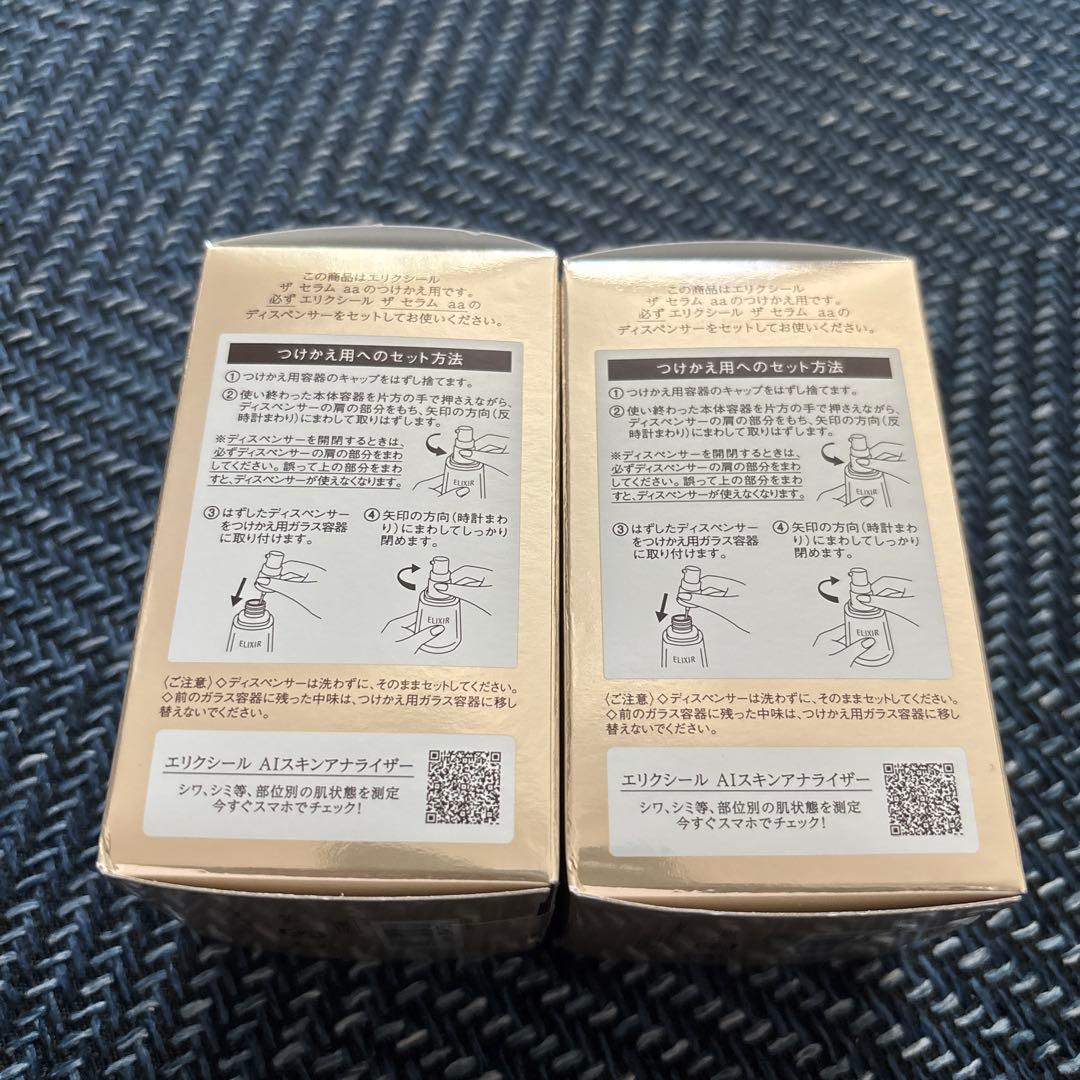 この商品はエリクシール
ザ セラム aaのつけかえ用です。
必ず エリクシール ザ セラム aaの
ディスペンサーをセットしてお使いください。
つけかえ用へのセット方法
①つけかえ用容器のキャップをはずし捨てます。
②使い終わった本体容器を片方の手で押さえながら、
ディスペンサーの肩の部分をもち、矢印の方向(反
時計まわり)にまわして取りはずします。
※ディスペンサーを開閉するときは、
必ずディスペンサーの肩の部分をまわ
してください。誤って上の部分をまわ
すと、ディスペンサーが使えなくなります。
ELIXIR
③はずしたディスペンサー
をつけかえ用ガラス容器
に取り付けます。
ELIXIR
④矢印の方向(時計まわ
り)にまわしてしっかり
閉めます。
ELIXIR
〈ご注意〉◇ディスペンサーは洗わずに、そのままセットしてください。
◇前のガラス容器に残った中味は、つけかえ用ガラス容器に移し
替えないでください。
エリクシール AIスキンアナライザー
シワ、シミ等、部位別の肌状態を測定
今すぐスマホでチェック!
この商品はエリクシール
ザ セラム aaのつけかえ用です。
必ず エリクシール ザ セラム aaの
ディスペンサーをセットしてお使いください。
つけかえ用へのセット方法
①つけかえ用容器のキャップをはずし捨てます。
②使い終わった本体容器を片方の手で押さえながら、
ディスペンサーの肩の部分をもち、矢印の方向(反
時計まわり)にまわして取りはずします。
※ディスペンサーを開閉するときは、
必ずディスペンサーの肩の部分をまわ
してください。誤って上の部分をまわ
すと、ディスペンサーが使えなくなります。
ELIXIR
③はずしたディスペンサー
をつけかえ用ガラス容器
に取り付けます。
ELIXIR
④矢印の方向(時計まわ
り)にまわしてしっかり
閉めます。
ELIXIR
〈ご注意〉◇ディスペンサーは洗わずに、そのままセットしてください。
◇前のガラス容器に残った中味は、つけかえ用ガラス容器に移し
替えないでください。
エリクシール AIスキンアナライザー
シワ、シミ等、部位別の肌状態を測定
今すぐスマホでチェック!